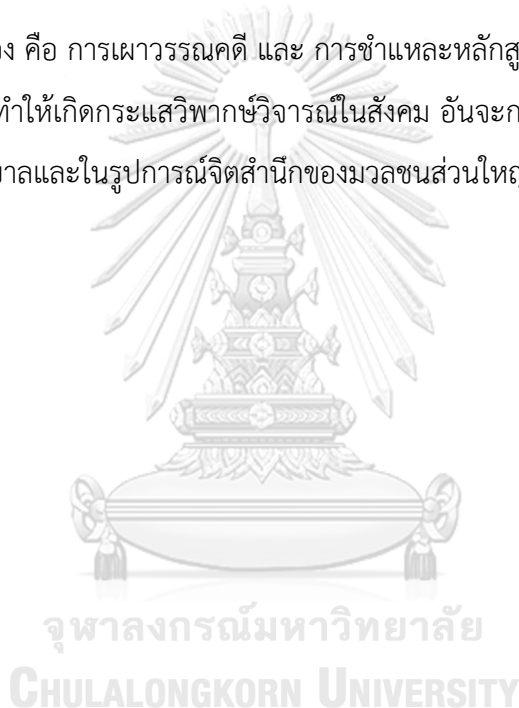 ง คือ การเผาวรรณคดี และ การชำแหละหลักสู
ทำให้เกิดกระแสวิพากษ์วิจารณ์ในสังคม อันจะก
าลและในรูปการณ์จิตสำนึกของมวลชนส่วนใหญ
จุฬาลงกรณ์มหาวิทยาลัย
CHULALONGKORN UNIVERSITY